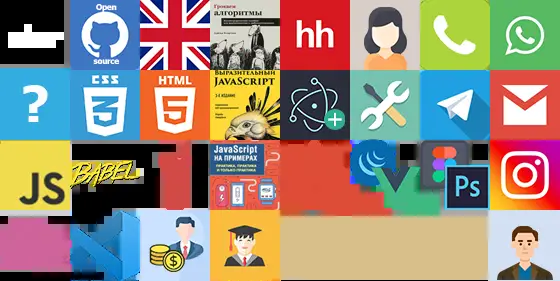 Open
source
Грокаем
алгоритмы
hh
?
CSS
3
HTML
5
ВЫРАЗИТЕЛЬНЫЙ
JAVASCRIPT
JS
BABEL
JavaScript
НА ПРИМЕРАХ
ПРАКТИКА, ПРАКТИКА
И ТОЛЬКО ПРАКТИКА
Ps
$